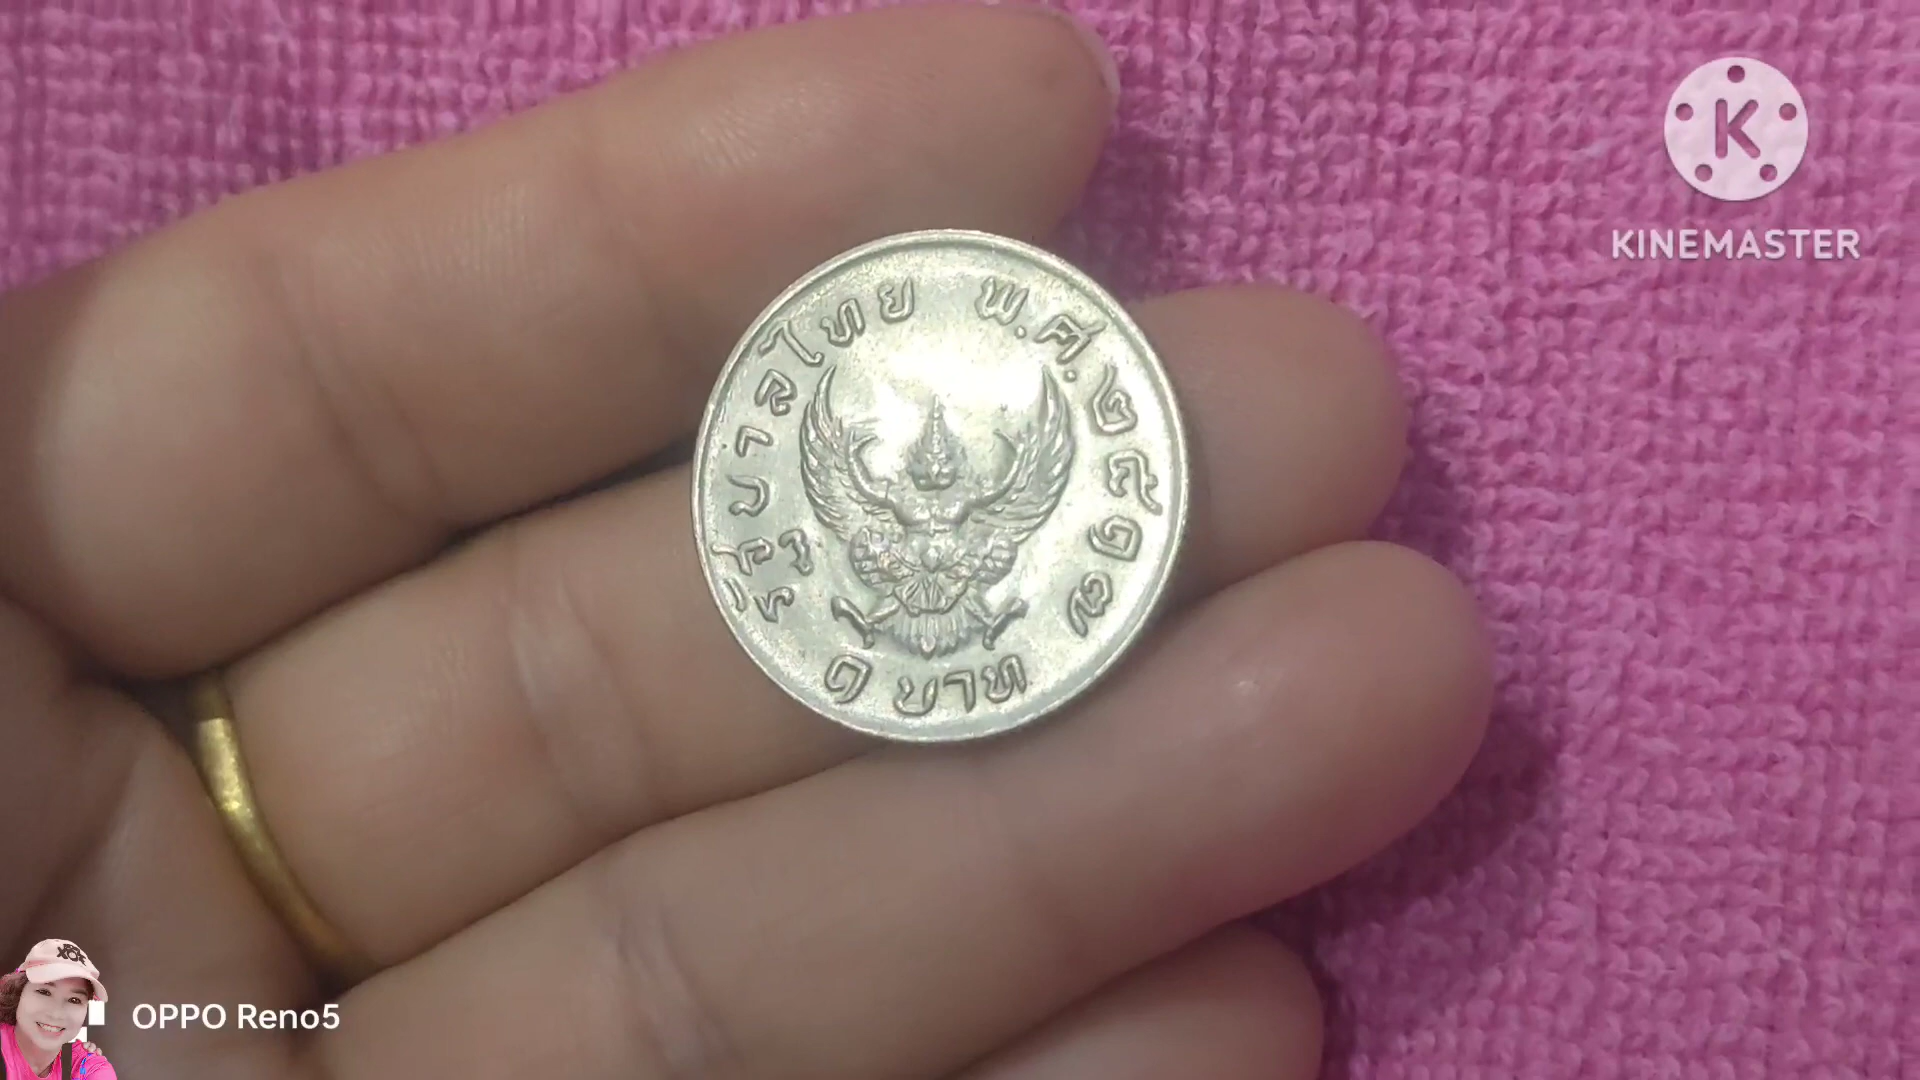 รัฐบาลไทย พ.ศ. ๒๕๑๗
๑ บาท
K
KINEMASTER
OPPO Reno5